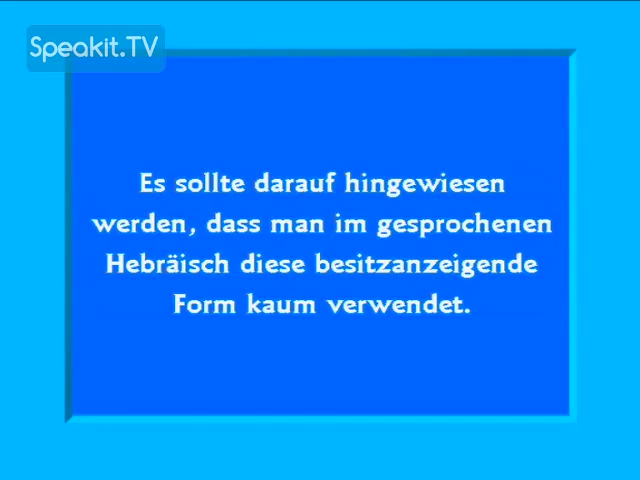 Speakit.TV
Es sollte darauf hingewiesen
werden, dass man im gesprochenen
Hebräisch diese besitzanzeigende
Form kaum verwendet.